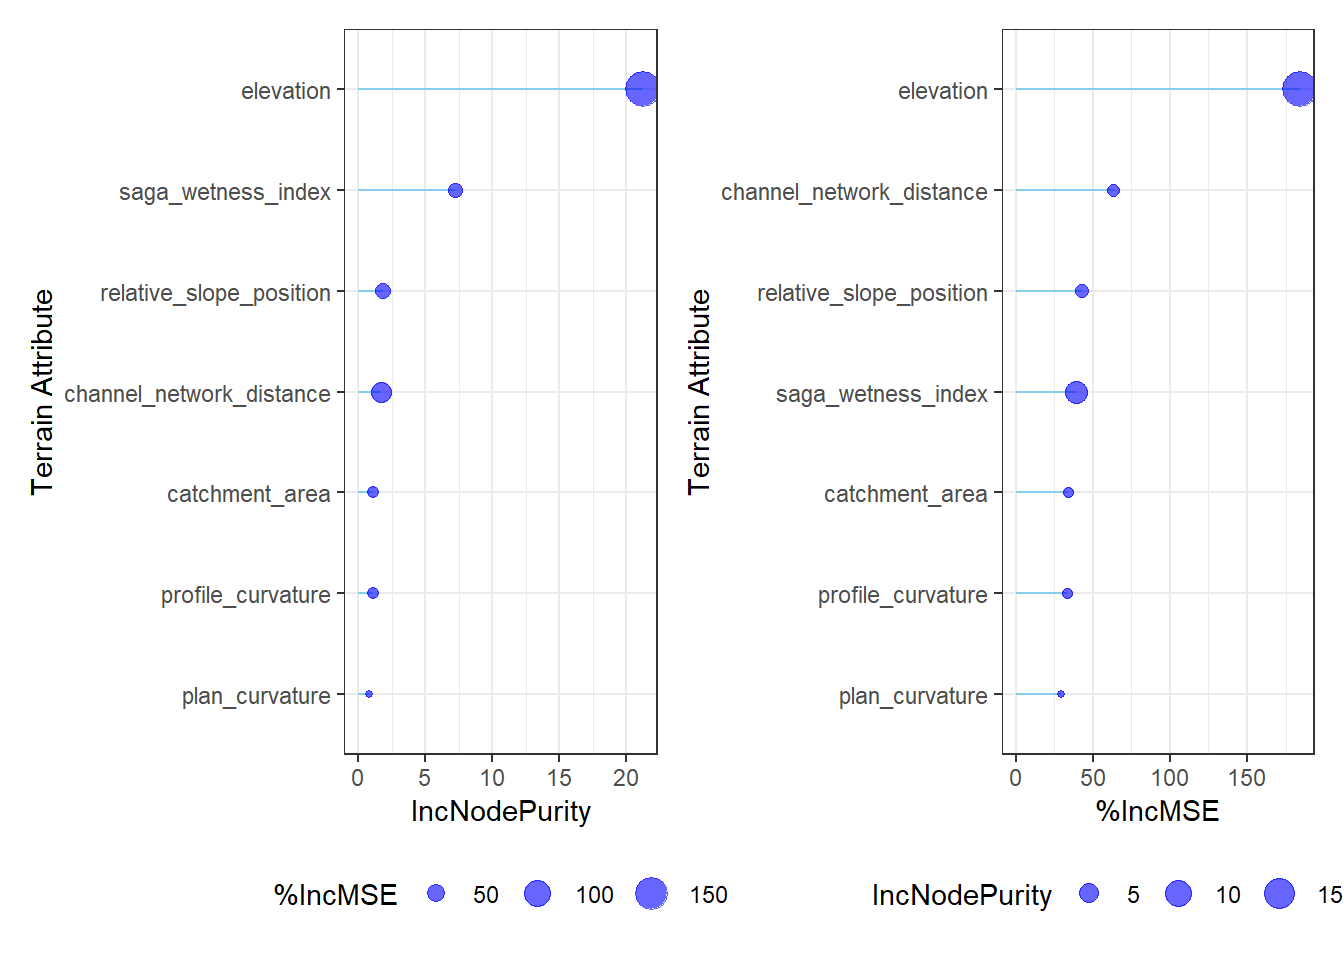 Terrain Attribute
elevation
saga_wetness_index
relative_slope_position
channel_network_distance
catchment_area
profile_curvature
plan_curvature
0 5 10 15 20
IncNodePurity
%IncMSE 50 100 150
Terrain Attribute
elevation
channel_network_distance
relative_slope_position
saga_wetness_index
catchment_area
profile_curvature
plan_curvature
0 50 100 150
%IncMSE
IncNodePurity 5 10 15